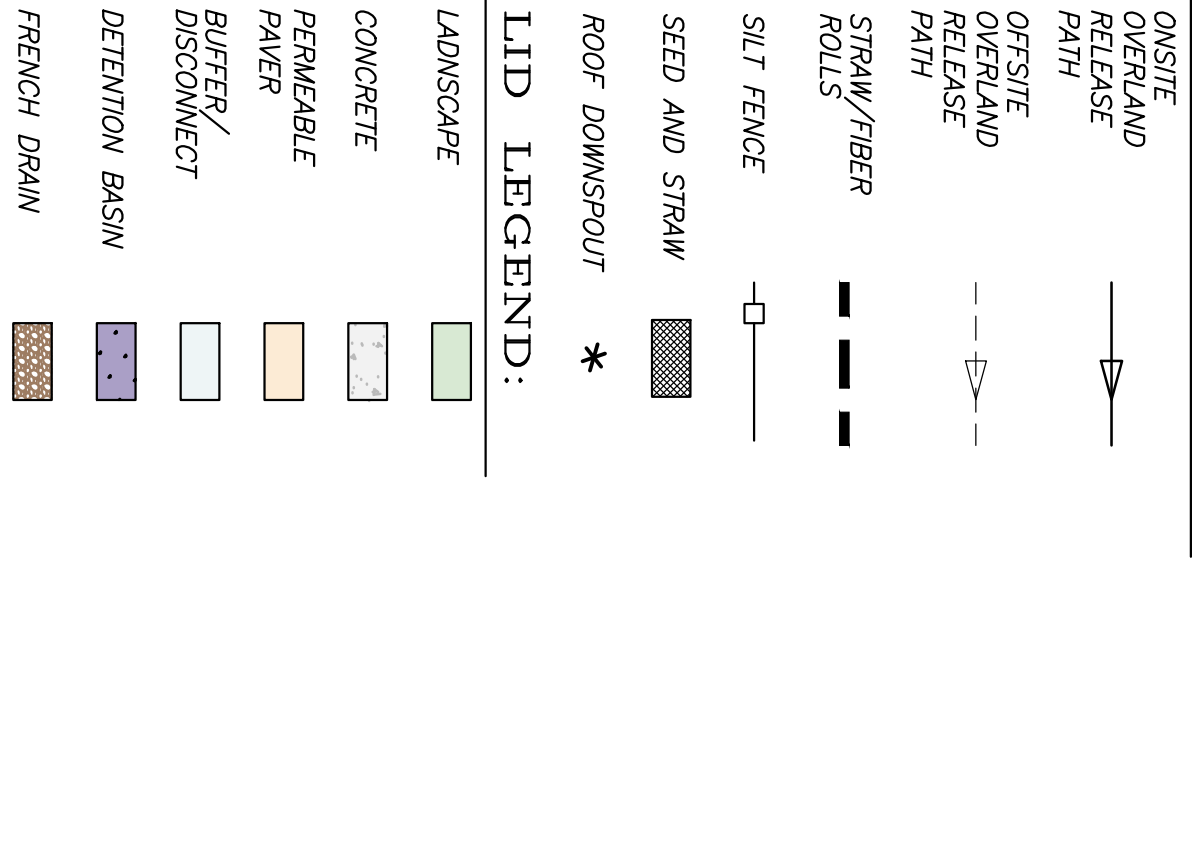 ONSITE
OVERLAND
RELEASE
PATH
OFFSITE
OVERLAND
RELEASE
PATH
STRAW/FIBER
ROLLS
SILT FENCE
SEED AND STRAW
ROOF DOWNSPOUT
LID LEGEND:
LADNSCAPE
CONCRETE
PERMEABLE
PAVER
BUFFER/
DISCONNECT
DETENTION BASIN
FRENCH DRAIN